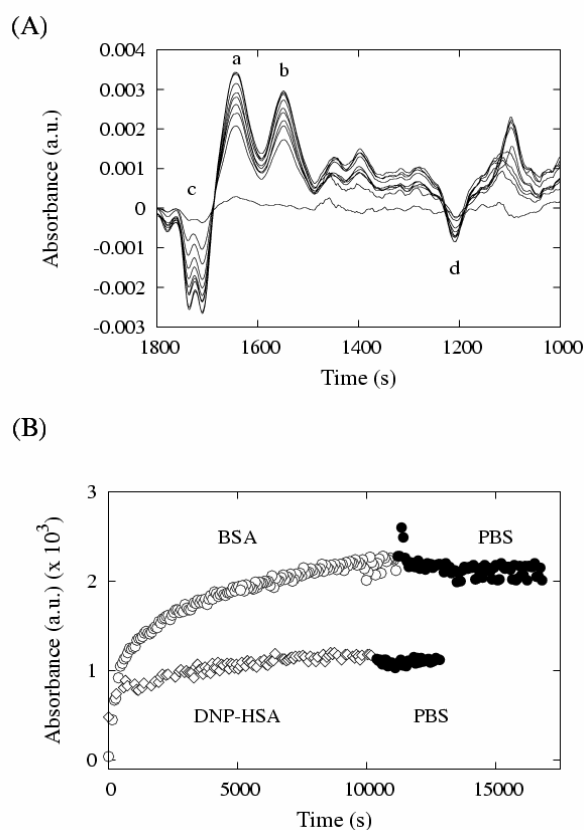 (A)
0.004
0.003
0.002
0.001
0
-0.001
-0.002
-0.003
Absorbance (a.u.)
a
b
c
d
1800
1600
1400
1200
1000
Time (s)
(B)
3
2
1
0
Absorbance (a.u.) (x 10³)
BSA
PBS
DNP-HSA
PBS
0
5000
10000
15000
Time (s)